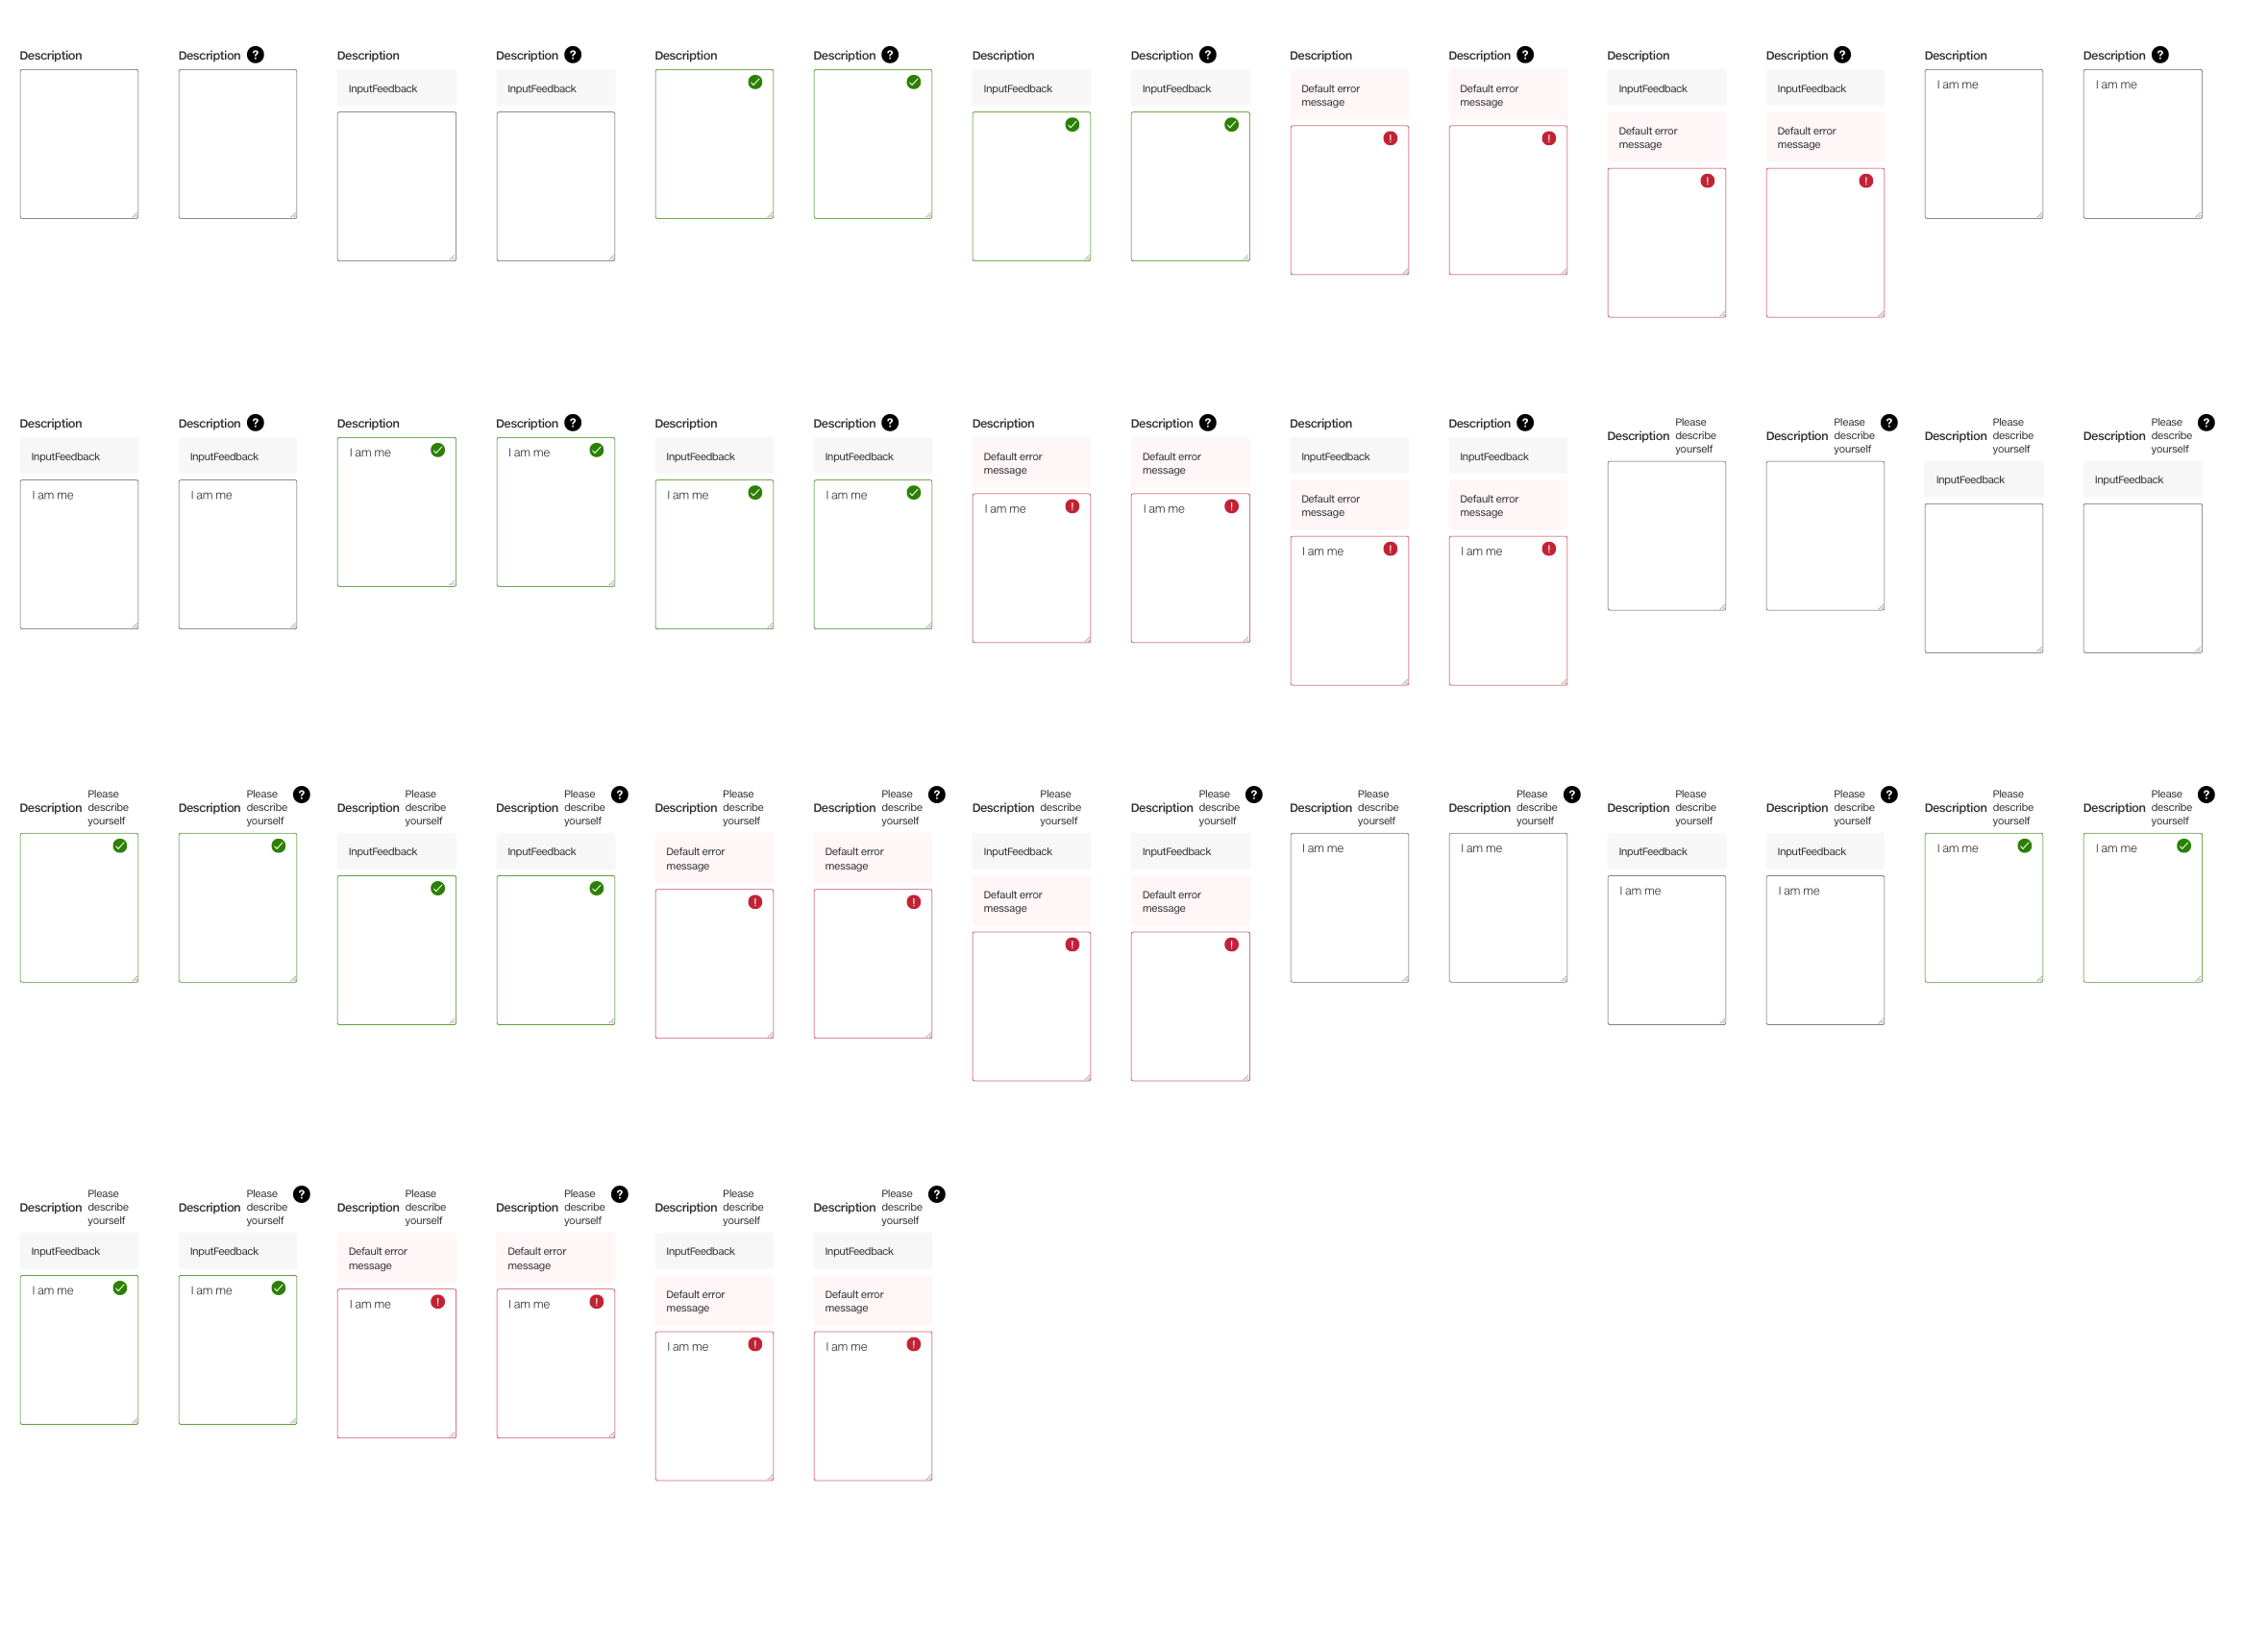 Description
Description ?
Description
InputFeedback
Description ?
InputFeedback
Description
Description ?
Description
InputFeedback
Description ?
InputFeedback
Description
Default error
message
!
Description ?
Default error
message
!
Description
InputFeedback
Default error
message
!
Description ?
InputFeedback
Default error
message
!
Description
I am me
Description ?
I am me
Description
InputFeedback
I am me
Description ?
InputFeedback
I am me
Description
I am me
Description ?
I am me
Description
InputFeedback
I am me
Description ?
InputFeedback
I am me
Description
Default error
message
I am me !
Description ?
Default error
message
I am me !
Description
InputFeedback
Default error
message
I am me !
Description ?
InputFeedback
Default error
message
I am me !
Description
Please
describe
yourself
Description
Please
describe
yourself
?
Description
Please
describe
yourself
InputFeedback
Description
Please
describe
yourself
?
InputFeedback
Description
Please
describe
yourself
Description
Please
describe
yourself
?
Description
Please
describe
yourself
InputFeedback
Description
Please
describe
yourself
?
InputFeedback
Description
Please
describe
yourself
Default error
message
!
Description
Please
describe
yourself
?
Default error
message
!
Description
Please
describe
yourself
InputFeedback
Default error
message
!
Description
Please
describe
yourself
?
InputFeedback
Default error
message
!
Description
Please
describe
yourself
I am me
Description
Please
describe
yourself
?
I am me
Description
Please
describe
yourself
InputFeedback
I am me
Description
Please
describe
yourself
?
InputFeedback
I am me
Description
Please
describe
yourself
I am me
Description
Please
describe
yourself
?
I am me
Description
Please
describe
yourself
InputFeedback
I am me
Description
Please
describe
yourself
?
InputFeedback
I am me
Description
Please
describe
yourself
Default error
message
I am me !
Description
Please
describe
yourself
?
Default error
message
I am me !
Description
Please
describe
yourself
InputFeedback
Default error
message
I am me !
Description
Please
describe
yourself
?
InputFeedback
Default error
message
I am me !